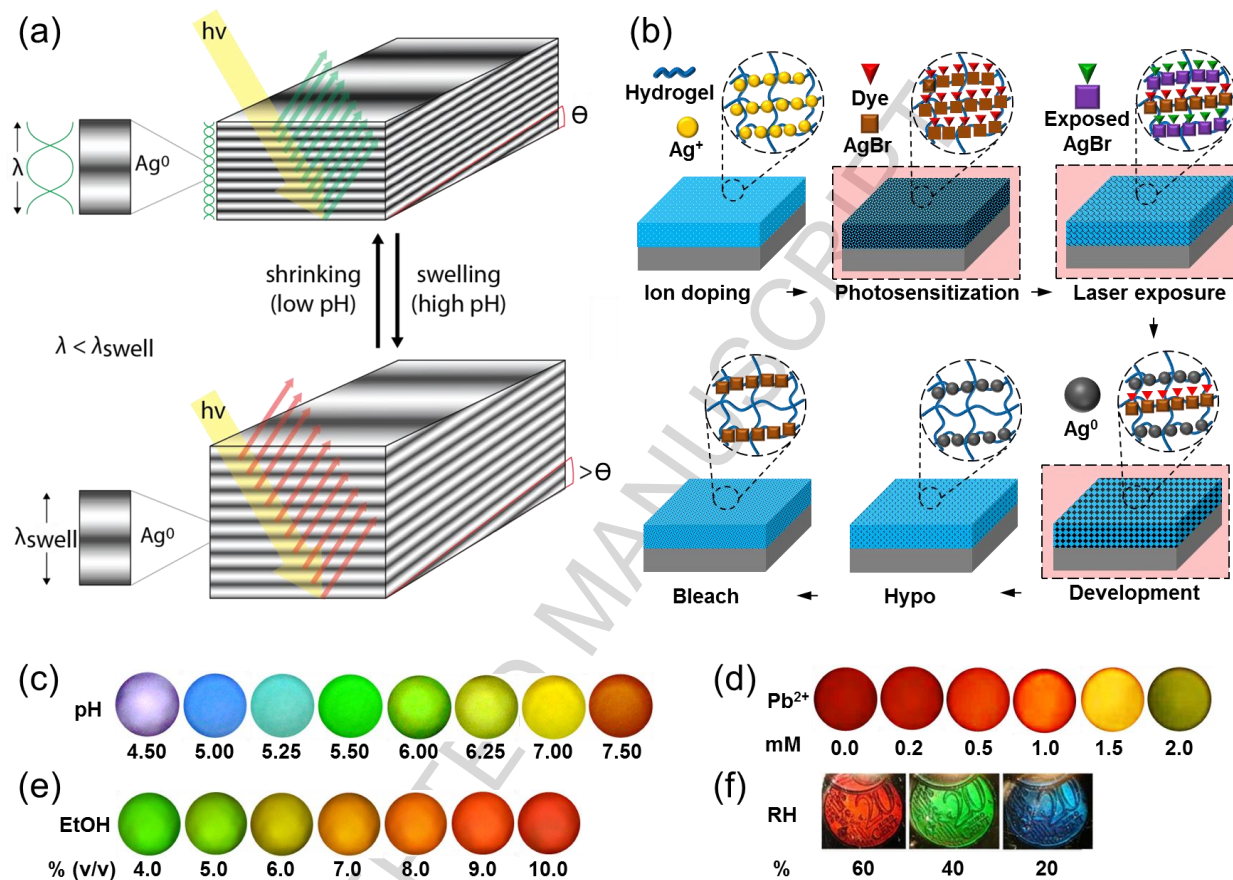 (a)
hν
λ
Ag⁰
Θ
shrinking
(low pH)
swelling
(high pH)
λ < λswell
hν
λswell
Ag⁰
>Θ
(b)
Hydrogel
Ag⁺
Dye
AgBr
Exposed
AgBr
Ion doping
Photosensitization
Laser exposure
Ag⁰
Bleach
Hypo
Development
(c)
pH
4.50 5.00 5.25 5.50 6.00 6.25 7.00 7.50
(d)
Pb²⁺
mM 0.0 0.2 0.5 1.0 1.5 2.0
(e)
EtOH
% (v/v) 4.0 5.0 6.0 7.0 8.0 9.0 10.0
(f)
RH
20 20 20
% 60 40 20